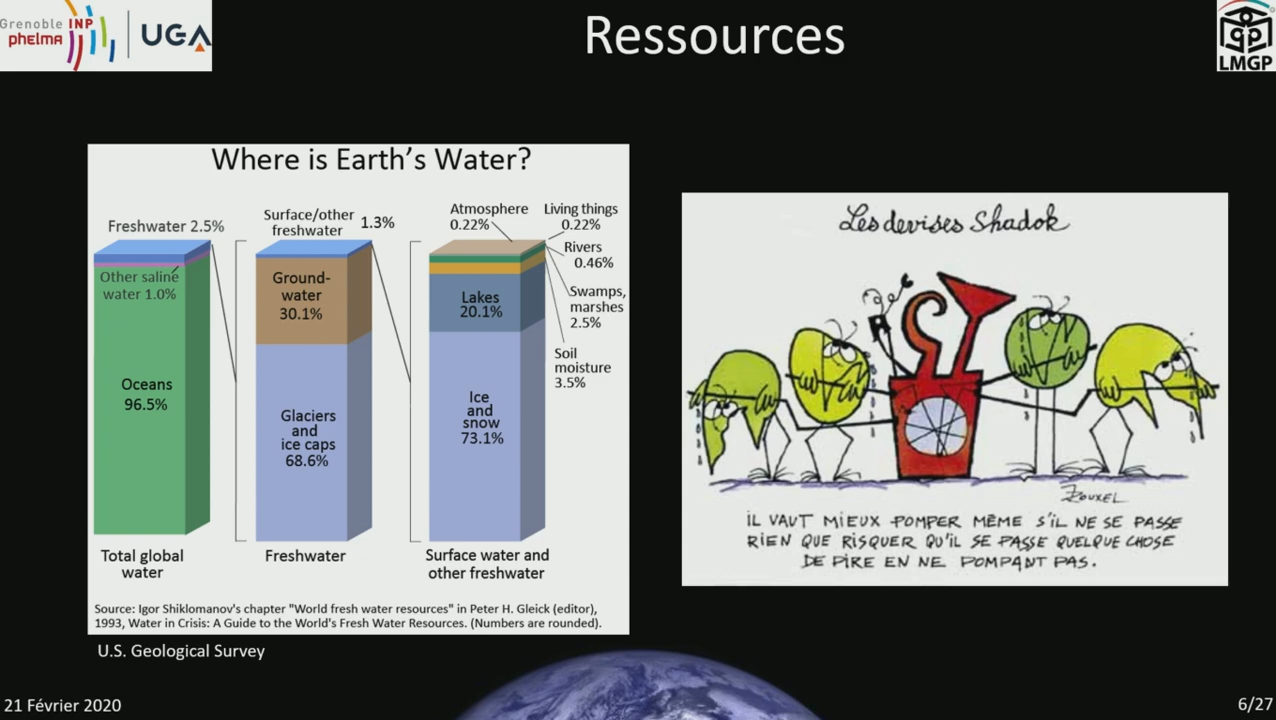 Grenoble INP
phelma
UGA
Ressources
LMGP
Where is Earth's Water?
Freshwater 2.5%
Other saline
water 1.0%
Oceans
96.5%
Total global
water
Surface/other
freshwater 1.3%
Ground-
water
30.1%
Glaciers
and
ice caps
68.6%
Freshwater
Atmosphere
0.22%
Living things
0.22%
Rivers
0.46%
Swamps,
marshes
2.5%
Soil
moisture
3.5%
Lakes
20.1%
Ice
and
snow
73.1%
Surface water and
other freshwater
Source: Igor Shiklomanov's chapter "World fresh water resources" in Peter H. Gleick (editor),
1993, Water in Crisis: A Guide to the World's Fresh Water Resources. (Numbers are rounded).
U.S. Geological Survey
Les devises Shadok
ROUXEL
IL VAUT MIEUX POMPER MÊME S'IL NE SE PASSE
RIEN QUE RISQUER QU'IL SE PASSE QUELQUE CHOSE
DE PIRE EN NE POMPANT PAS.
21 Février 2020
6/27